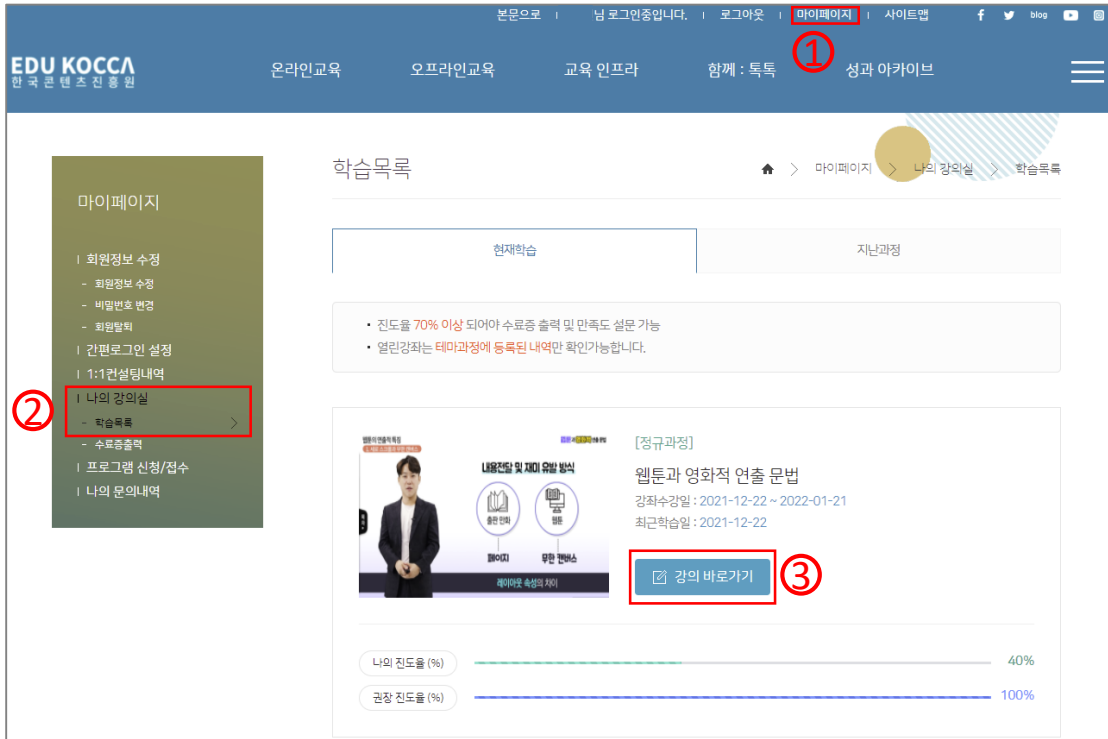 본문으로 님 로그인중입니다. 로그아웃 마이페이지 사이트맵 f blog
①
EDU KOCCA
한국콘텐츠진흥원
온라인교육 오프라인교육 교육 인프라 함께 : 톡톡 성과 아카이브
학습목록
> 마이페이지 > 나의 강의실 > 학습목록
마이페이지
회원정보 수정
- 회원정보 수정
- 비밀번호 변경
- 회원탈퇴
간편로그인 설정
1:1컨설팅내역
②
나의 강의실
- 학습목록 >
- 수료증출력
프로그램 신청/접수
나의 문의내역
현재학습 지난과정
• 진도율 70% 이상 되어야 수료증 출력 및 만족도 설문 가능
• 열린강좌는 테마과정에 등록된 내역만 확인가능합니다.
웹툰의 연출적 특징
내용전달 및 재미 유발 방식
출판 만화 웹툰
페이지 무한 캔버스
레이아웃 속성의 차이
[정규과정]
웹툰과 영화적 연출 문법
강좌수강일 : 2021-12-22 ~ 2022-01-21
최근학습일 : 2021-12-22
강의 바로가기
③
나의 진도율 (%) 40%
권장 진도율 (%) 100%